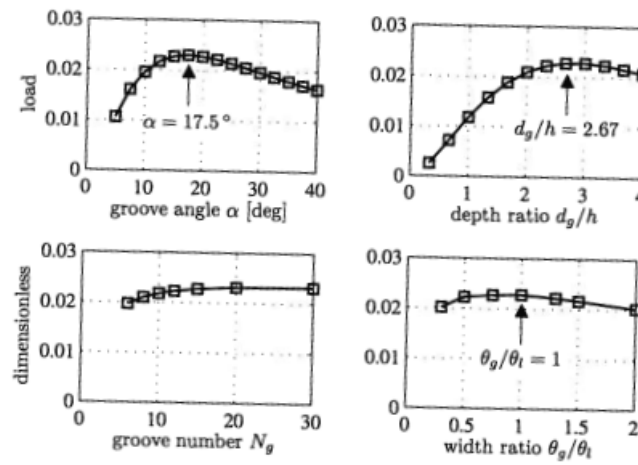 0.03
0.02
0.01
0
load
α = 17.5°
0 10 20 30 40
groove angle α [deg]
0.03
0.02
0.01
0
d_g/h = 2.67
0 1 2 3 4
depth ratio d_g/h
0.03
0.02
0.01
0
dimensionless
0 10 20 30
groove number N_g
0.03
0.02
0.01
0
θ_g/θ_l = 1
0 0.5 1 1.5 2
width ratio θ_g/θ_l